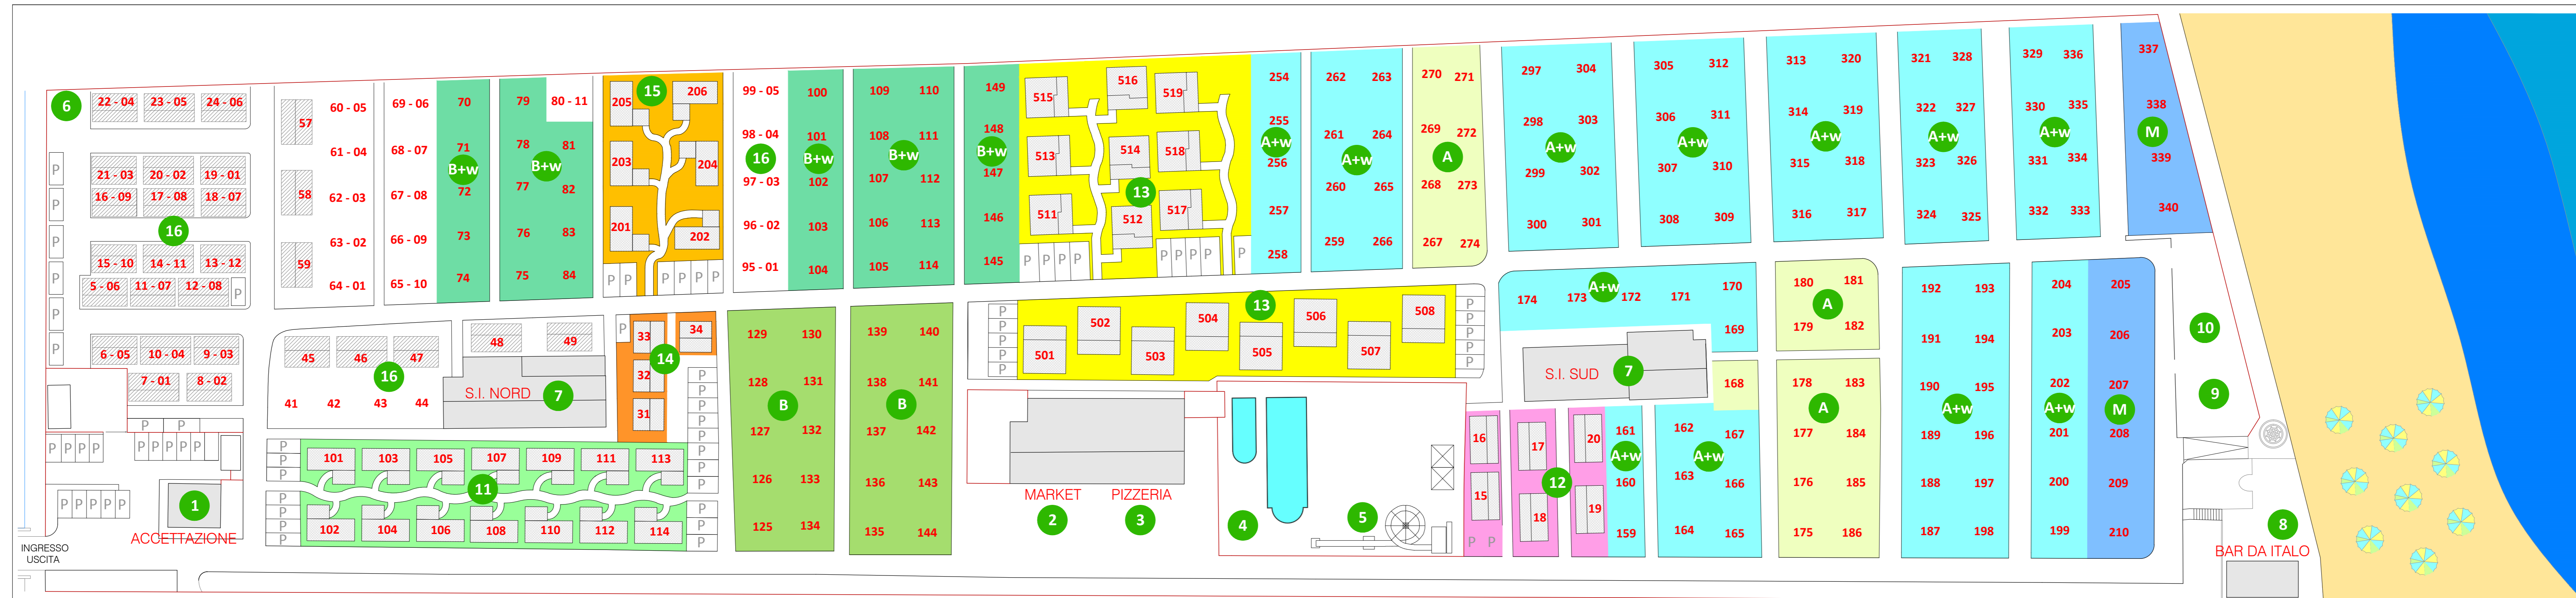 6
22 - 04 23 - 05 24 - 06
P
21 - 03 20 - 02 19 - 01
P
16 - 09 17 - 08 18 - 07
16
P
15 - 10 14 - 11 13 - 12
P
5 - 06 11 - 07 12 - 08 P
P
6 - 05 10 - 04 9 - 03
P
7 - 01 8 - 02
P P
P P P P
P P P P P
P P P P P
1
ACCETTAZIONE
INGRESSO
USCITA
57
58
59
60 - 05
61 - 04
62 - 03
63 - 02
64 - 01
69 - 06
68 - 07
67 - 08
66 - 09
65 - 10
70
71
B+w
72
73
74
79
78
77
76
75
80 - 11
81
B+w
82
83
84
15
205 206
203 204
201 202
P P
P P P P
99 - 05
98 - 04
16
97 - 03
96 - 02
95 - 01
100
101
B+w
102
103
104
109 110
108 111
B+w
107 112
106 113
105 114
149
148
B+w
147
146
145
515 516 519
513 514 518
13
511 512 517
P P P P
P P P P
P
254
255
A+w
256
257
258
262 263
261 264
A+w
260 265
259 266
270 271
269 272
A
268 273
267 274
297 304
298 303
A+w
299 302
300 301
305 312
306 311
A+w
307 310
308 309
313 320
314 319
A+w
315 318
316 317
321 328
322 327
A+w
323 326
324 325
329 336
330 335
A+w
331 334
332 333
337
338
M
339
340
45 46 47
48 49
16
41 42 43 44
S.I. NORD
7
P
33 34
14
32
31
P
P
P
P
P
P
P
P
101 103 105 107 109 111 113
11
102 104 106 108 110 112 114
P
P
P
P
P
P
P
P
P
P
129 130
128 131
B
127 132
126 133
125 134
139 140
138 141
B
137 142
136 143
135 144
P
P
P
P
P
13
502 504 506 508
501 503 505 507
P
P
P
P
P
MARKET
2
PIZZERIA
3
4
5
174 173 A+w 172 171 170
169
S.I. SUD
7
168
16
15
P P
17
18
12
20
19
161
A+w
160
159
162 167
A+w
163 166
164 165
180 181
A
179 182
178 183
A
177 184
176 185
175 186
192 193
191 194
190 195
A+w
189 196
188 197
187 198
204
203
202
A+w
201
200
199
205
206
207
M
208
209
210
10
9
8
BAR DA ITALO